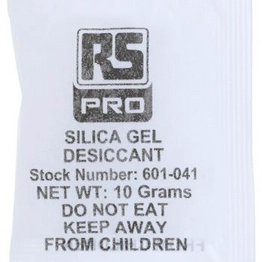 RS
PRO
SILICA GEL
DESICCANT
Stock Number: 601-041
NET WT: 10 Grams
DO NOT EAT
KEEP AWAY
FROM CHILDREN